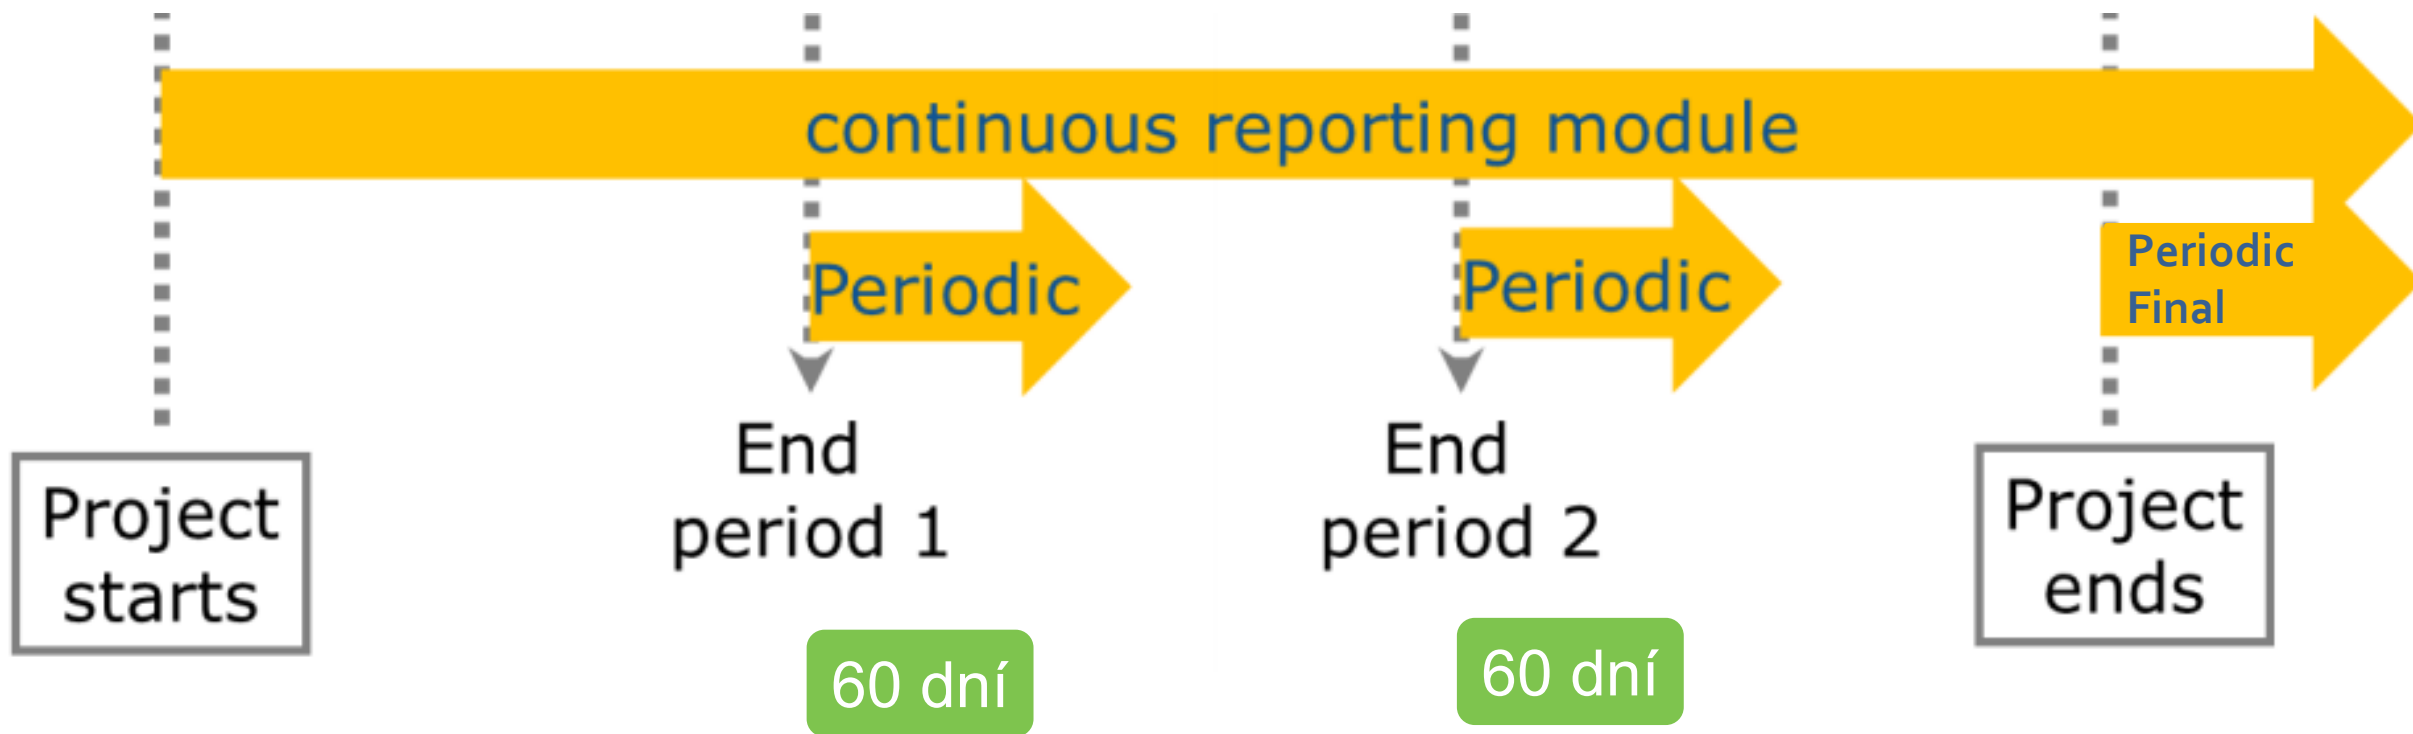 continuous reporting module
Periodic
Periodic
Periodic
Final
Project
starts
End
period 1
End
period 2
Project
ends
60 dní
60 dní